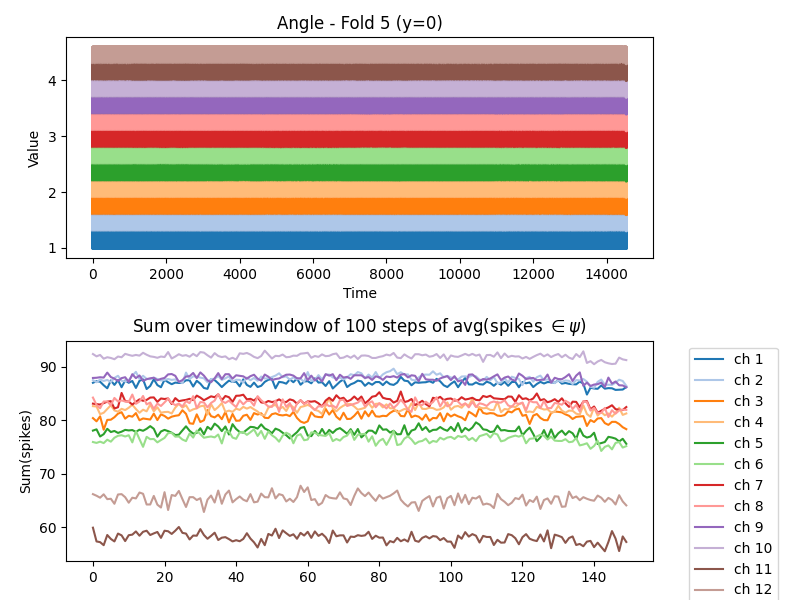 Angle - Fold 5 (y=0)
4
3
2
1
Value
0 2000 4000 6000 8000 10000 12000 14000
Time
Sum over timewindow of 100 steps of avg(spikes ∈ψ)
90
80
70
60
Sum(spikes)
0 20 40 60 80 100 120 140
ch 1
ch 2
ch 3
ch 4
ch 5
ch 6
ch 7
ch 8
ch 9
ch 10
ch 11
ch 12